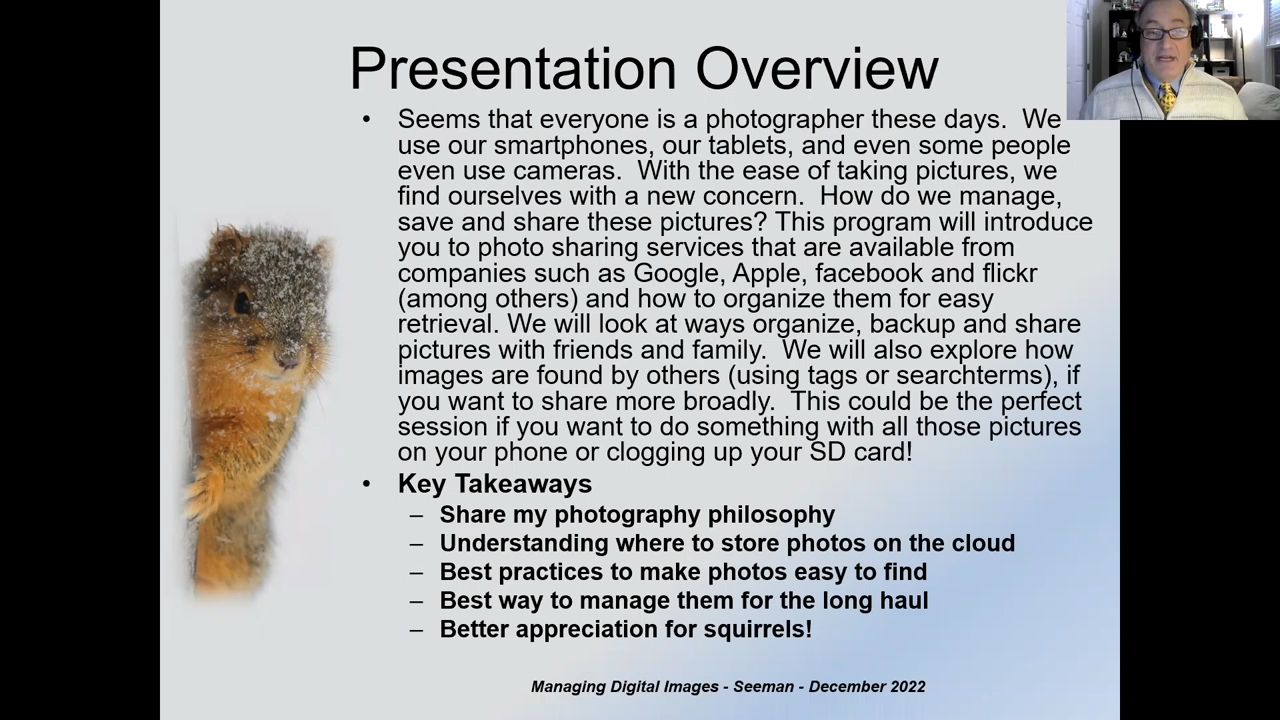 Presentation Overview
• Seems that everyone is a photographer these days.  We
use our smartphones, our tablets, and even some people
even use cameras.  With the ease of taking pictures, we
find ourselves with a new concern.  How do we manage,
save and share these pictures? This program will introduce
you to photo sharing services that are available from
companies such as Google, Apple, facebook and flickr
(among others) and how to organize them for easy
retrieval. We will look at ways organize, backup and share
pictures with friends and family.  We will also explore how
images are found by others (using tags or searchterms), if
you want to share more broadly.  This could be the perfect
session if you want to do something with all those pictures
on your phone or clogging up your SD card!
• Key Takeaways
– Share my photography philosophy
– Understanding where to store photos on the cloud
– Best practices to make photos easy to find
– Best way to manage them for the long haul
– Better appreciation for squirrels!
Managing Digital Images - Seeman - December 2022